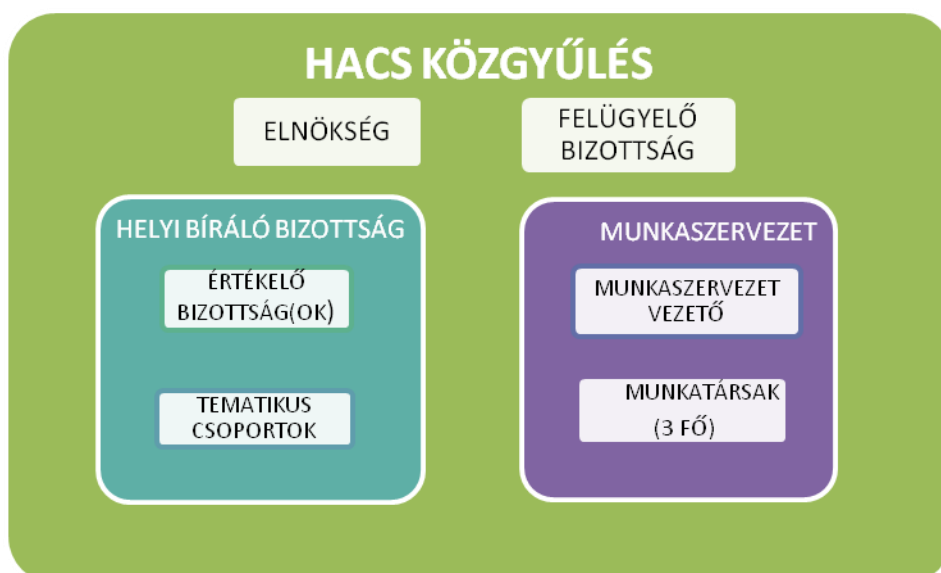 HACS KÖZGYŰLÉS
ELNÖKSÉG
FELÜGYELŐ
BIZOTTSÁG
HELYI BÍRÁLÓ BIZOTTSÁG
ÉRTÉKELŐ
BIZOTTSÁG(OK)
TEMATIKUS
CSOPORTOK
MUNKASZERVEZET
MUNKASZERVEZET
VEZETŐ
MUNKATÁRSAK
(3 FŐ)